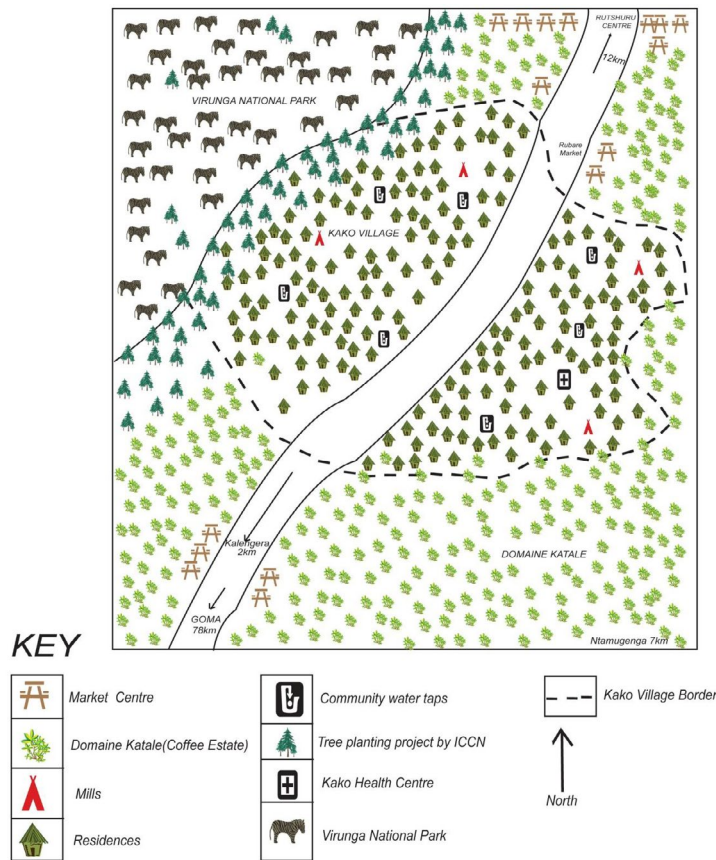 RUTSHURU
CENTRE
12km
VIRUNGA NATIONAL PARK
Rubare
Market
KAKO VILLAGE
Kalengera
2km
DOMAINE KATALE
GOMA
78km
Ntamugenga 7km
KEY
Market Centre
Domaine Katale(Coffee Estate)
Mills
Residences
Community water taps
Tree planting project by ICCN
Kako Health Centre
Virunga National Park
Kako Village Border
North